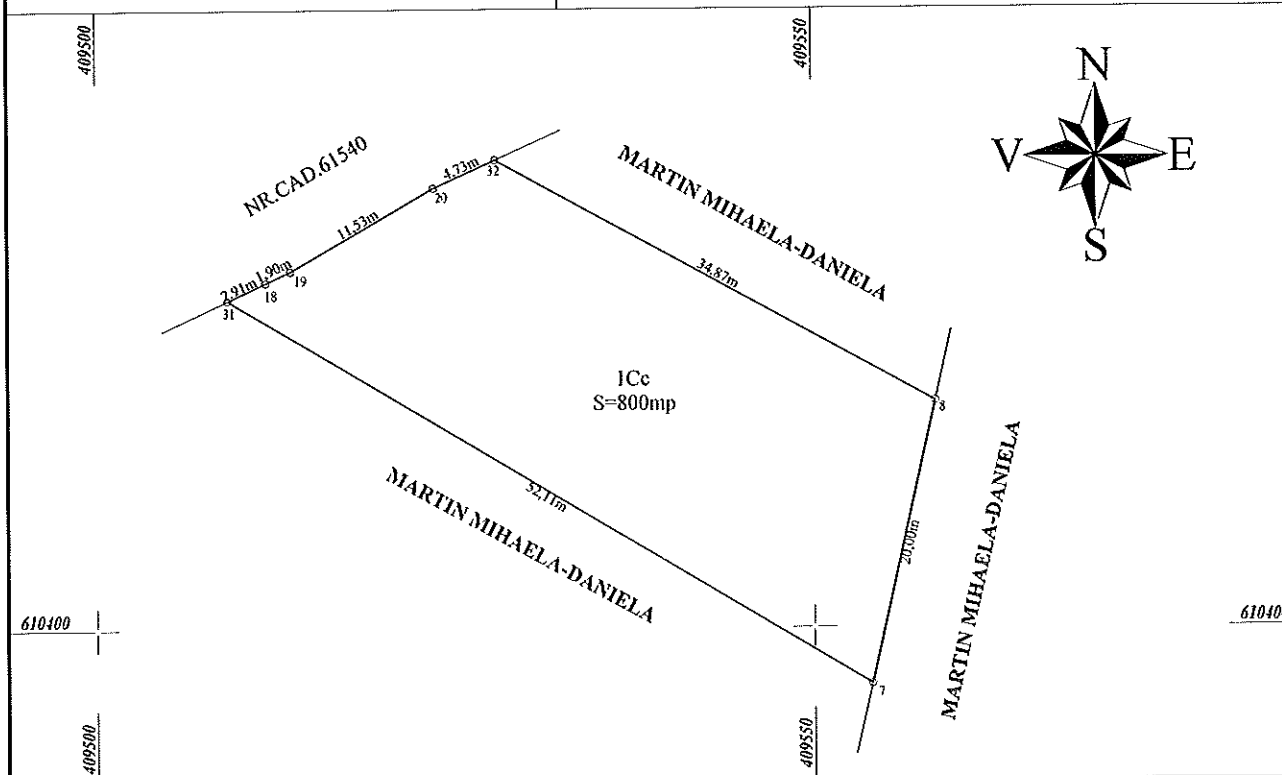 409500
409550
N
V
E
S
NR.CAD.61540
MARTIN MIHAELA-DANIELA
4,73m
32
20
11,53m
34,87m
1,90m
19
2,91m
18
31
1Cc
S=800mp
8
MARTIN MIHAELA-DANIELA
52,11m
MARTIN MIHAELA-DANIELA
20,00m
610400
61040
7
409500
409550